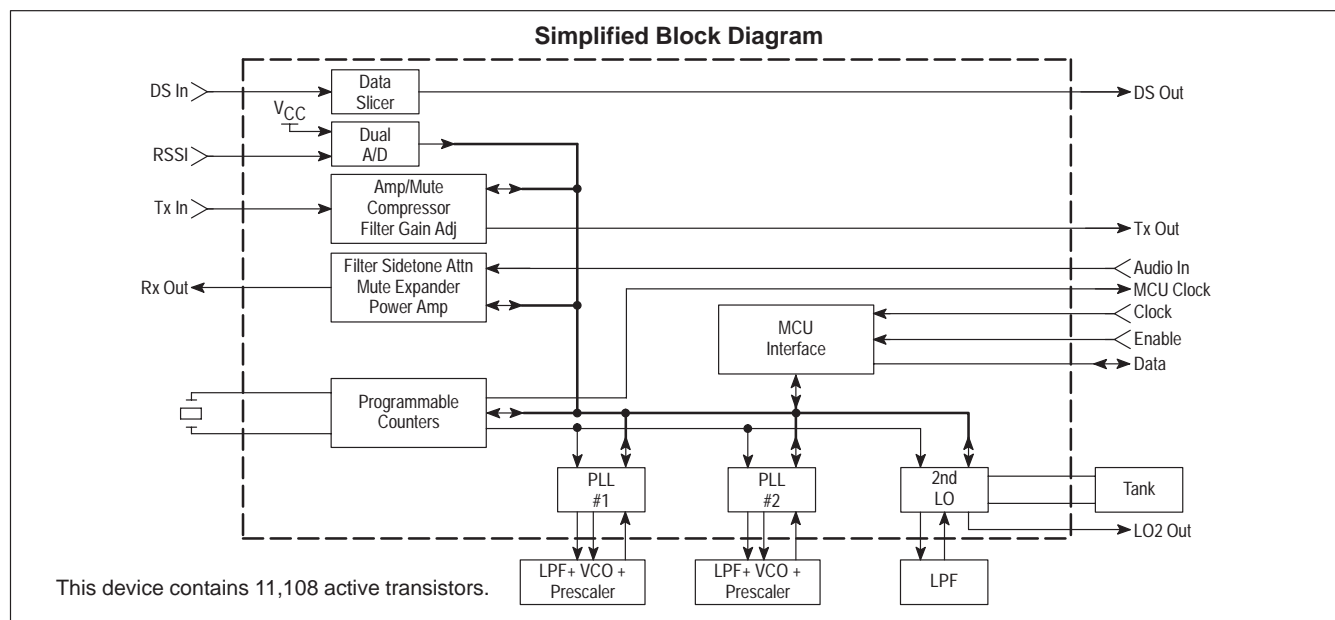 Simplified Block Diagram
DS In
Data
Slicer
DS Out
VCC
Dual
A/D
RSSI
Tx In
Amp/Mute
Compressor
Filter Gain Adj
Tx Out
Rx Out
Filter Sidetone Attn
Mute Expander
Power Amp
Audio In
MCU Clock
Clock
MCU
Interface
Enable
Data
Programmable
Counters
PLL
#1
PLL
#2
2nd
LO
Tank
LO2 Out
LPF+ VCO +
Prescaler
LPF+ VCO +
Prescaler
LPF
This device contains 11,108 active transistors.